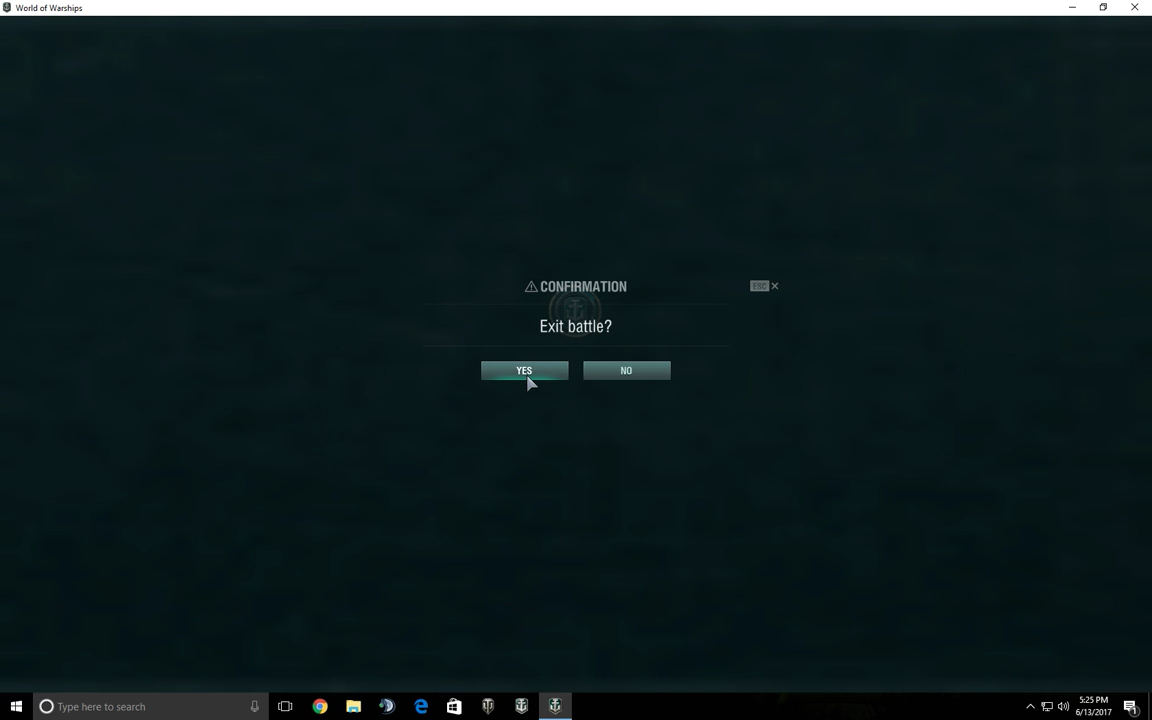 World of Warships
CONFIRMATION
ESC
Exit battle?
YES
NO
Type here to search
5:25 PM
6/13/2017
1